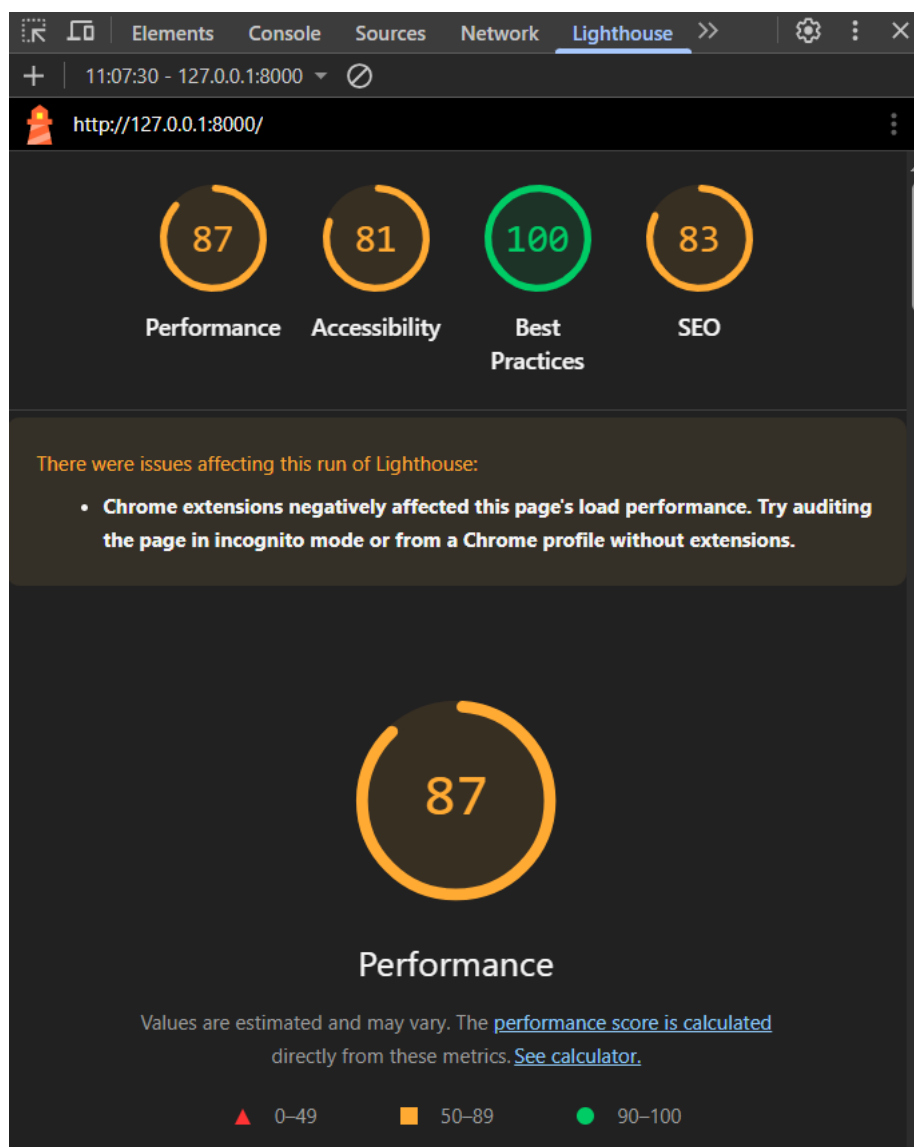 Elements Console Sources Network Lighthouse
11:07:30 - 127.0.0.1:8000
http://127.0.0.1:8000/
87 81 100 83
Performance Accessibility Best Practices SEO
There were issues affecting this run of Lighthouse:
• Chrome extensions negatively affected this page's load performance. Try auditing
the page in incognito mode or from a Chrome profile without extensions.
87
Performance
Values are estimated and may vary. The performance score is calculated
directly from these metrics. See calculator.
0–49 50–89 90–100